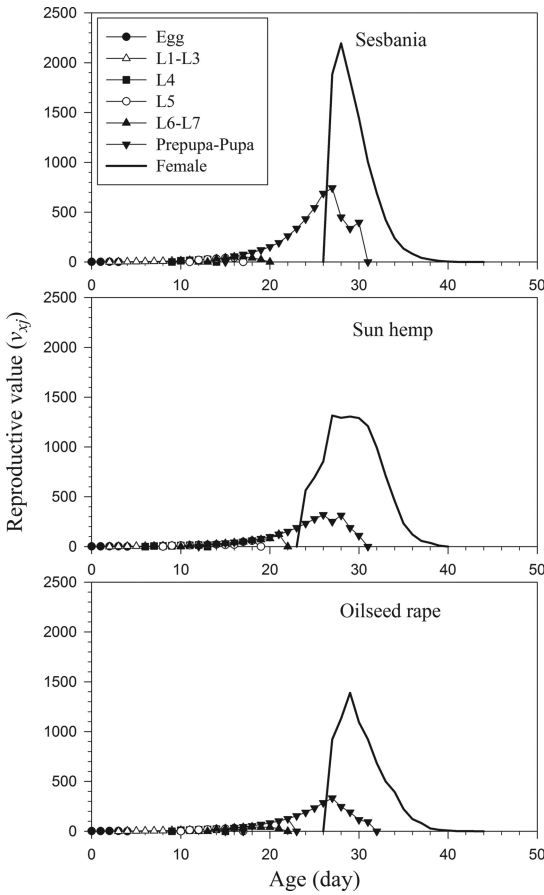 2500
2000
1500
1000
500
0
Sesbania
Egg
L1-L3
L4
L5
L6-L7
Prepupa-Pupa
Female
0 10 20 30 40 50
2500
2000
1500
1000
500
0
Sun hemp
0 10 20 30 40 50
2500
2000
1500
1000
500
0
Oilseed rape
0 10 20 30 40 50
Reproductive value (vxj)
Age (day)